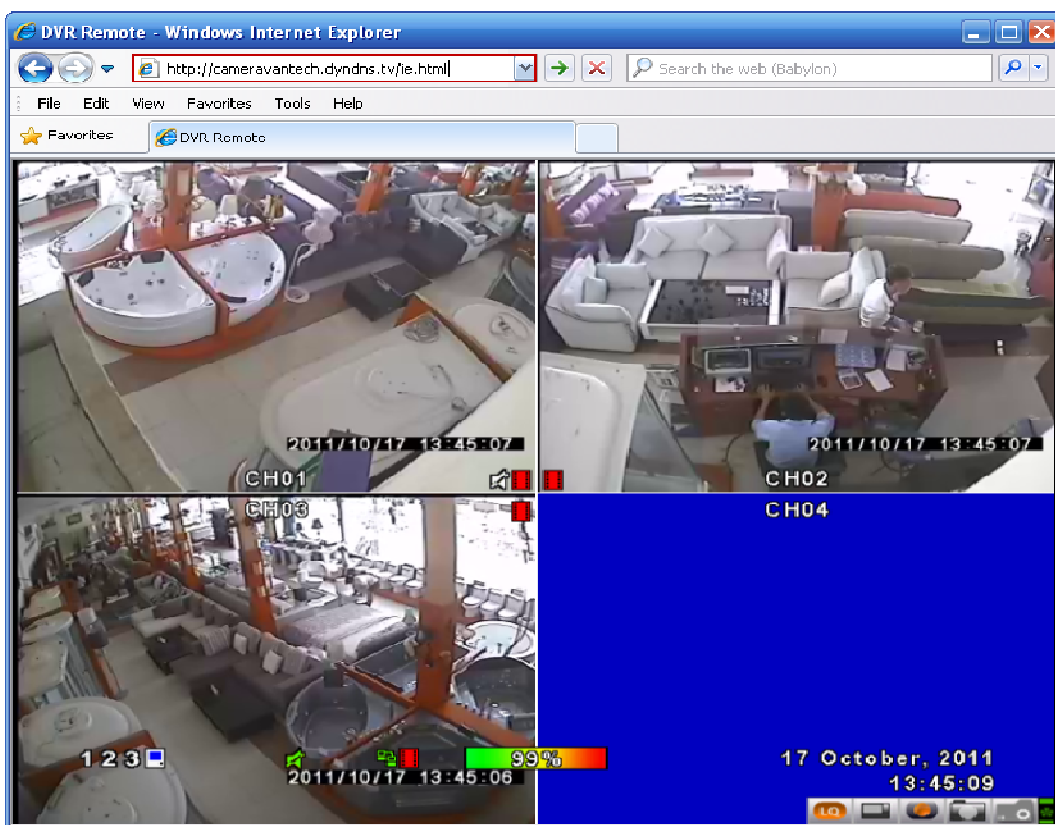 DVR Remote - Windows Internet Explorer
http://cameravantech.dyndns.tv/ie.html
Search the web (Babylon)
File Edit View Favorites Tools Help
Favorites
DVR Remote
2011/10/17 13:45:07
CH01
2011/10/17 13:45:07
CH02
CH03
CH04
1 2 3
99%
2011/10/17 13:45:06
17 October, 2011
13:45:09
LQ